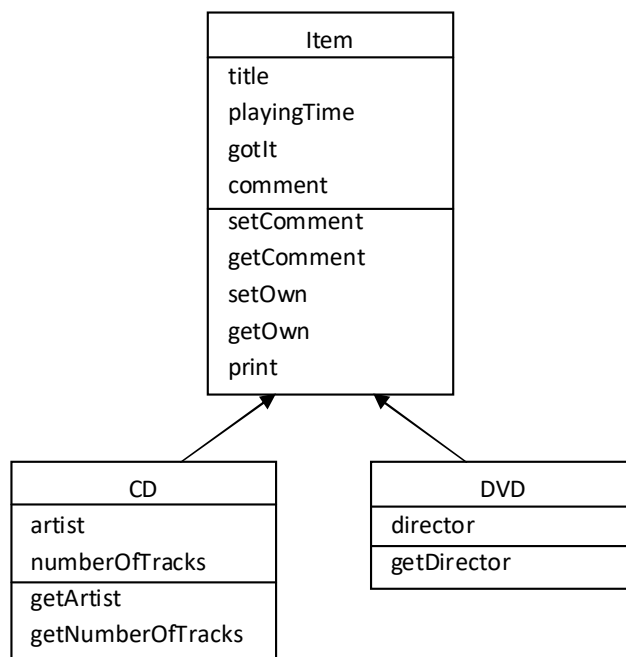 Item
title
playingTime
gotIt
comment
setComment
getComment
setOwn
getOwn
print
CD
artist
numberOfTracks
getArtist
getNumberOfTracks
DVD
director
getDirector